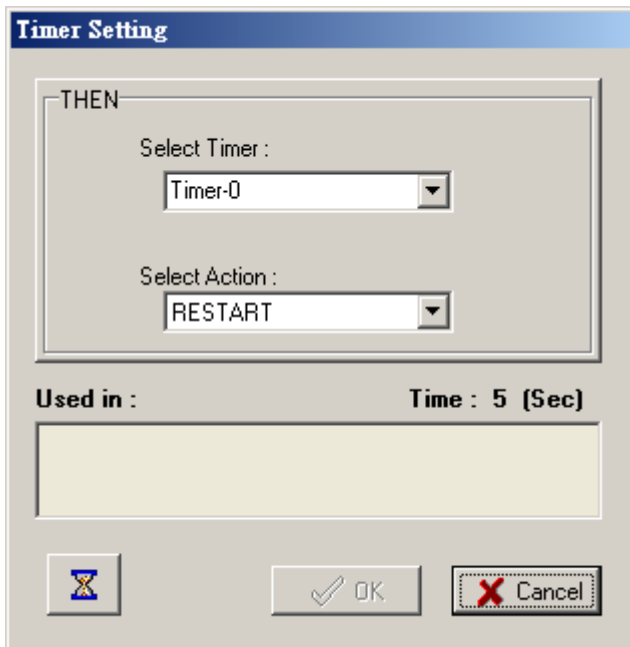 Timer Setting
THEN
Select Timer :
Timer-0
Select Action :
RESTART
Used in : Time : 5 (Sec)
OK Cancel